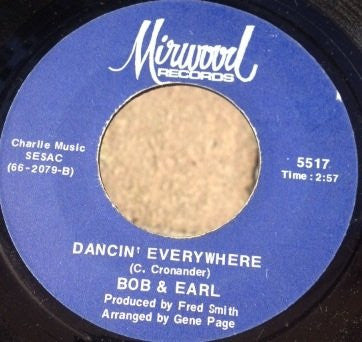 Mirwood
RECORDS
Charlie Music
SESAC
(66-2079-B)
5517
Time: 2:57
DANCIN' EVERYWHERE
(C. Cronander)
BOB & EARL
Produced by Fred Smith
Arranged by Gene Page